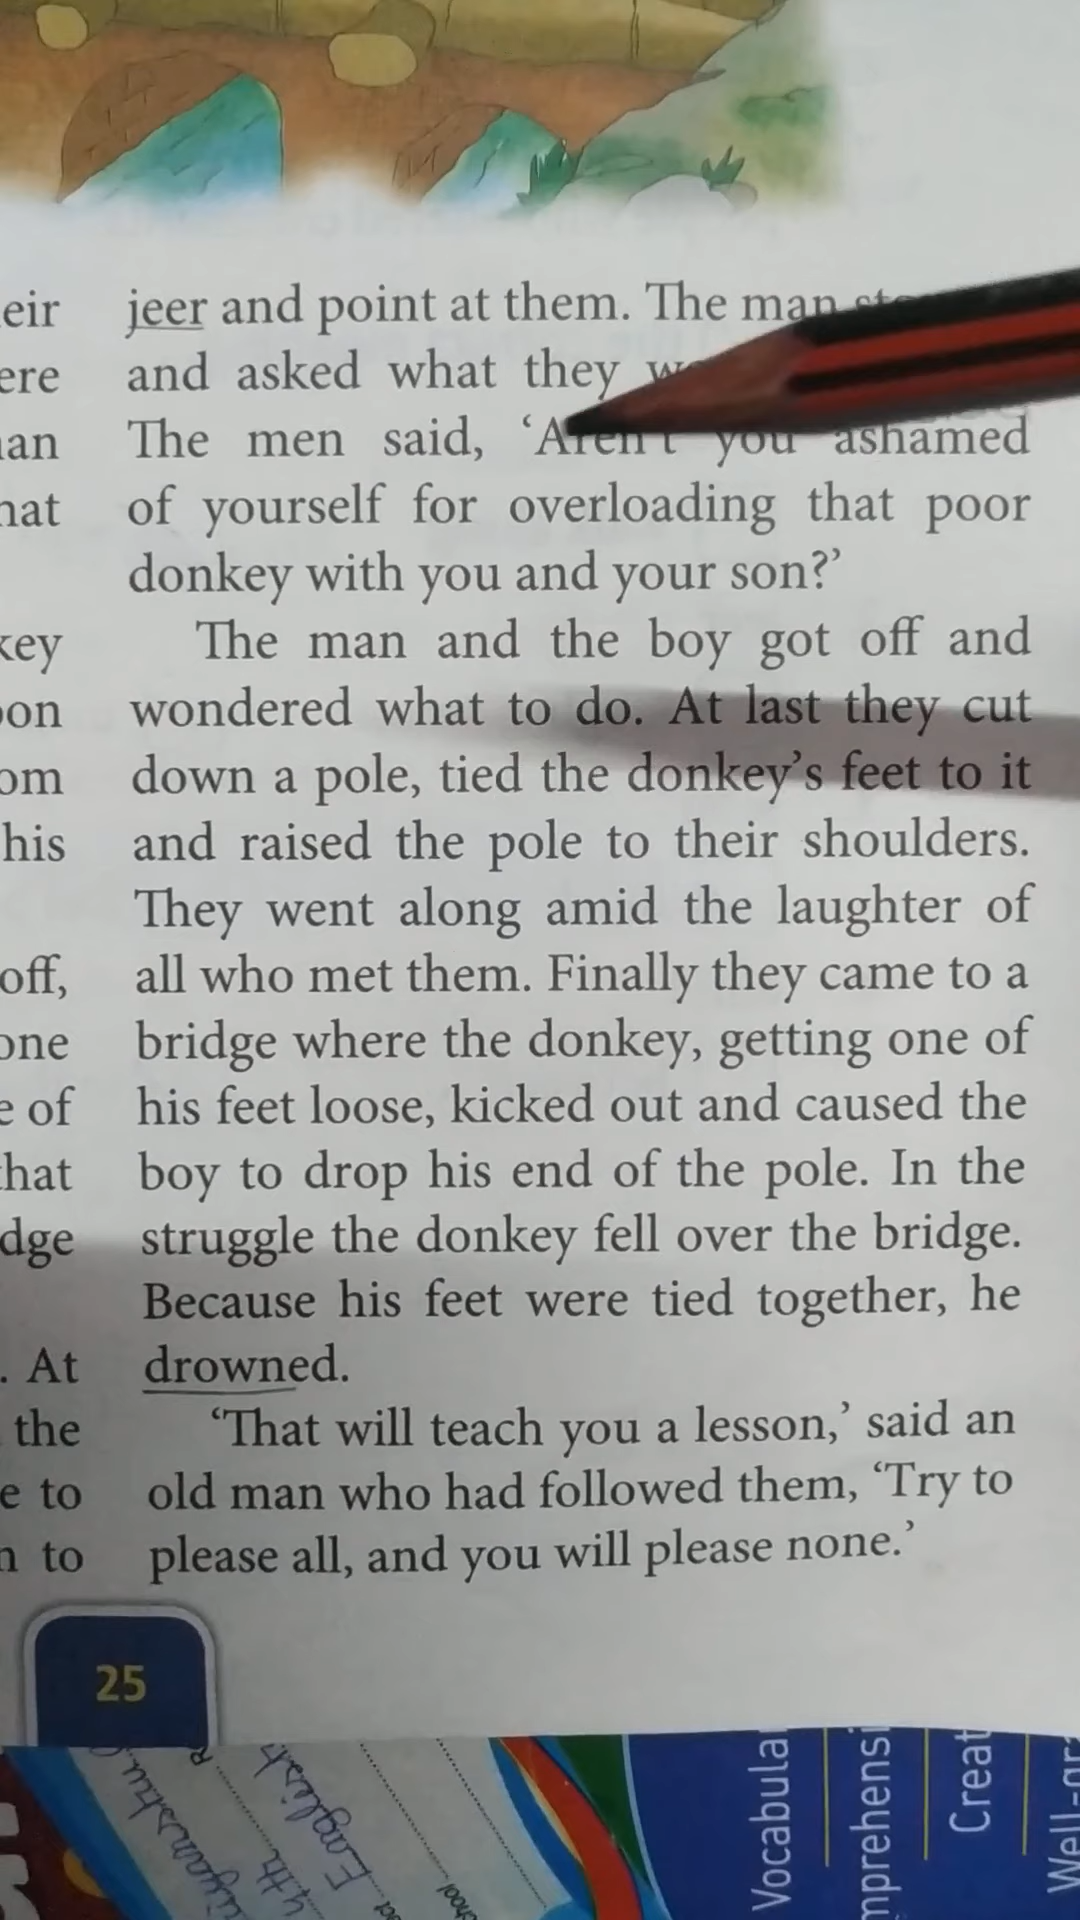 eir
ere
an
hat
key
on
om
his
off,
one
e of
hat
dge
. At
the
e to
n to
jeer and point at them. The man
and asked what they
The men said, ‘Aren't you ashamed
of yourself for overloading that poor
donkey with you and your son?’
The man and the boy got off and
wondered what to do. At last they cut
down a pole, tied the donkey’s feet to it
and raised the pole to their shoulders.
They went along amid the laughter of
all who met them. Finally they came to a
bridge where the donkey, getting one of
his feet loose, kicked out and caused the
boy to drop his end of the pole. In the
struggle the donkey fell over the bridge.
Because his feet were tied together, he
drowned.
‘That will teach you a lesson,’ said an
old man who had followed them, ‘Try to
please all, and you will please none.’
25
4th
English
Vocabula
mprehensi
Creat
Well-gr